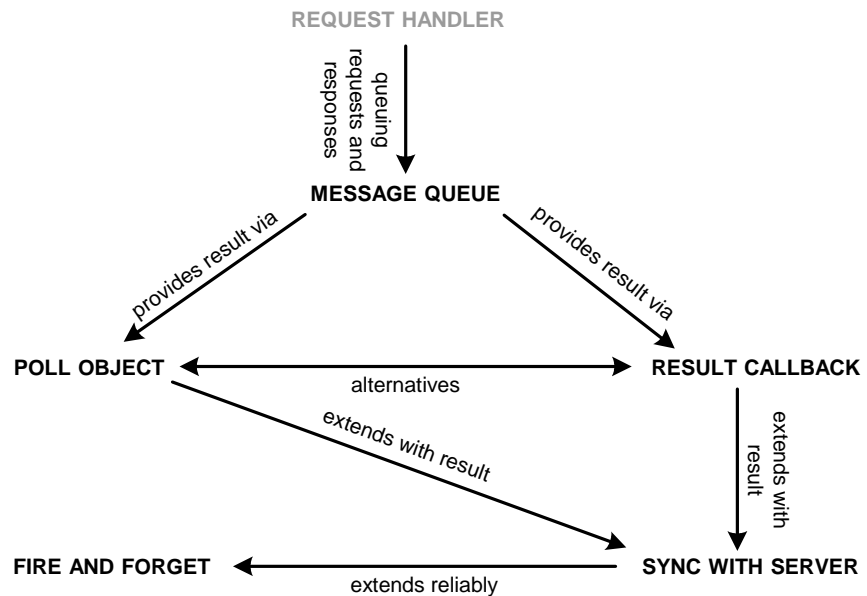 REQUEST HANDLER
queuing
requests and
responses
MESSAGE QUEUE
provides result via
provides result via
POLL OBJECT
RESULT CALLBACK
alternatives
extends with result
extends with
result
FIRE AND FORGET
SYNC WITH SERVER
extends reliably